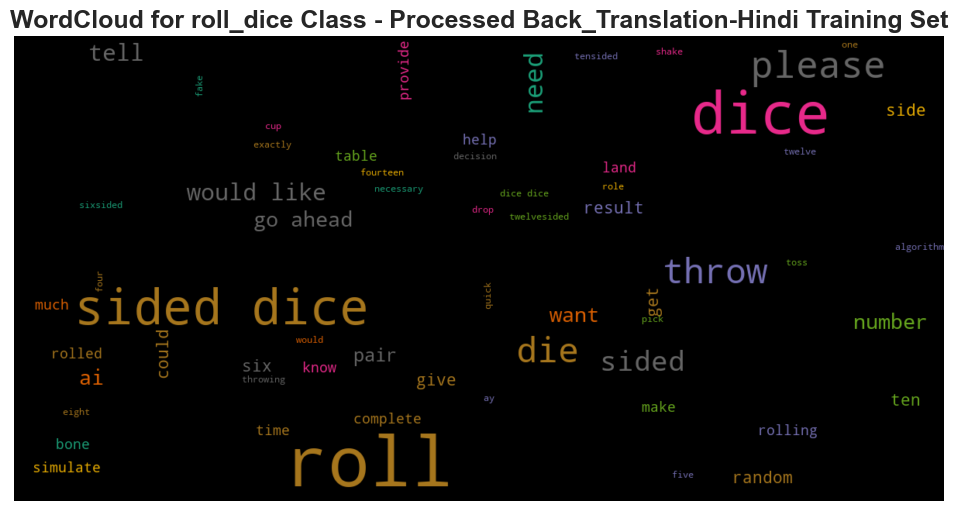 WordCloud for roll_dice Class - Processed Back_Translation-Hindi Training Set
tell
fake
provide
need
tensided
shake
please
one
dice
side
cup
exactly
help
table
decision
twelve
fourteen
land
would like
necessary
role
sixsided
dice dice
go ahead
drop
twelvesided
result
algorithm
throw
toss
four
much
sided dice
quick
want
get
pick
number
could
would
die
rolled
pair
sided
six
know
ai
throwing
give
ay
make
ten
eight
complete
time
rolling
bone
roll
simulate
five
random